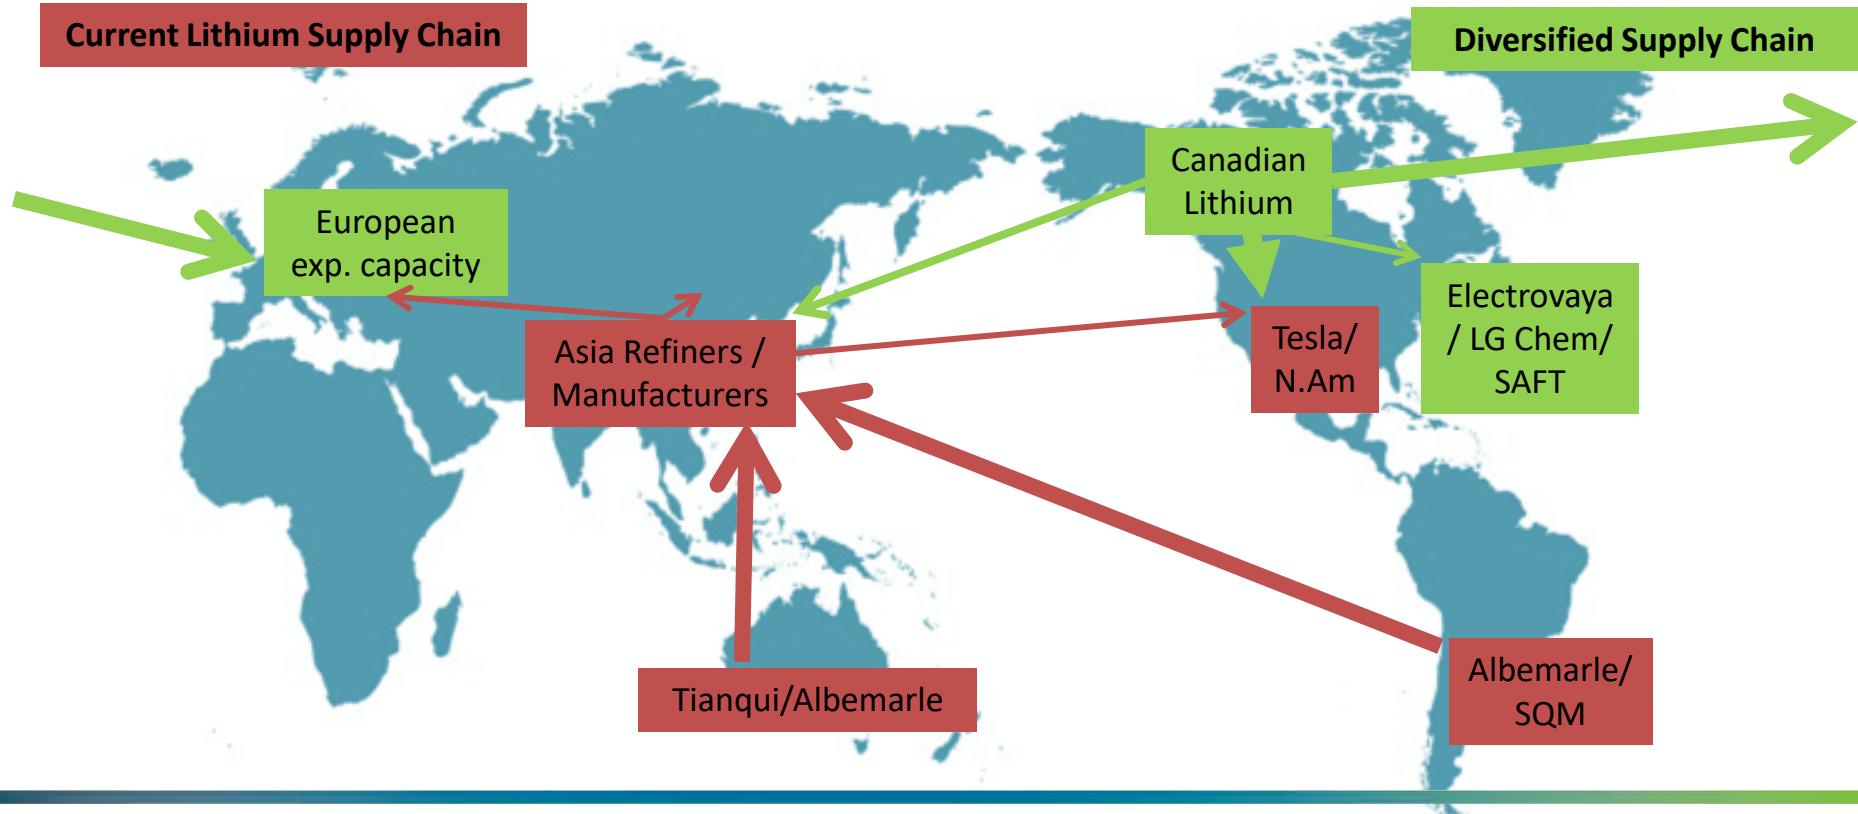 Current Lithium Supply Chain
Diversified Supply Chain
Canadian
Lithium
European
exp. capacity
Electrovaya
/ LG Chem/
SAFT
Asia Refiners /
Manufacturers
Tesla/
N.Am
Tianqui/Albemarle
Albemarle/
SQM